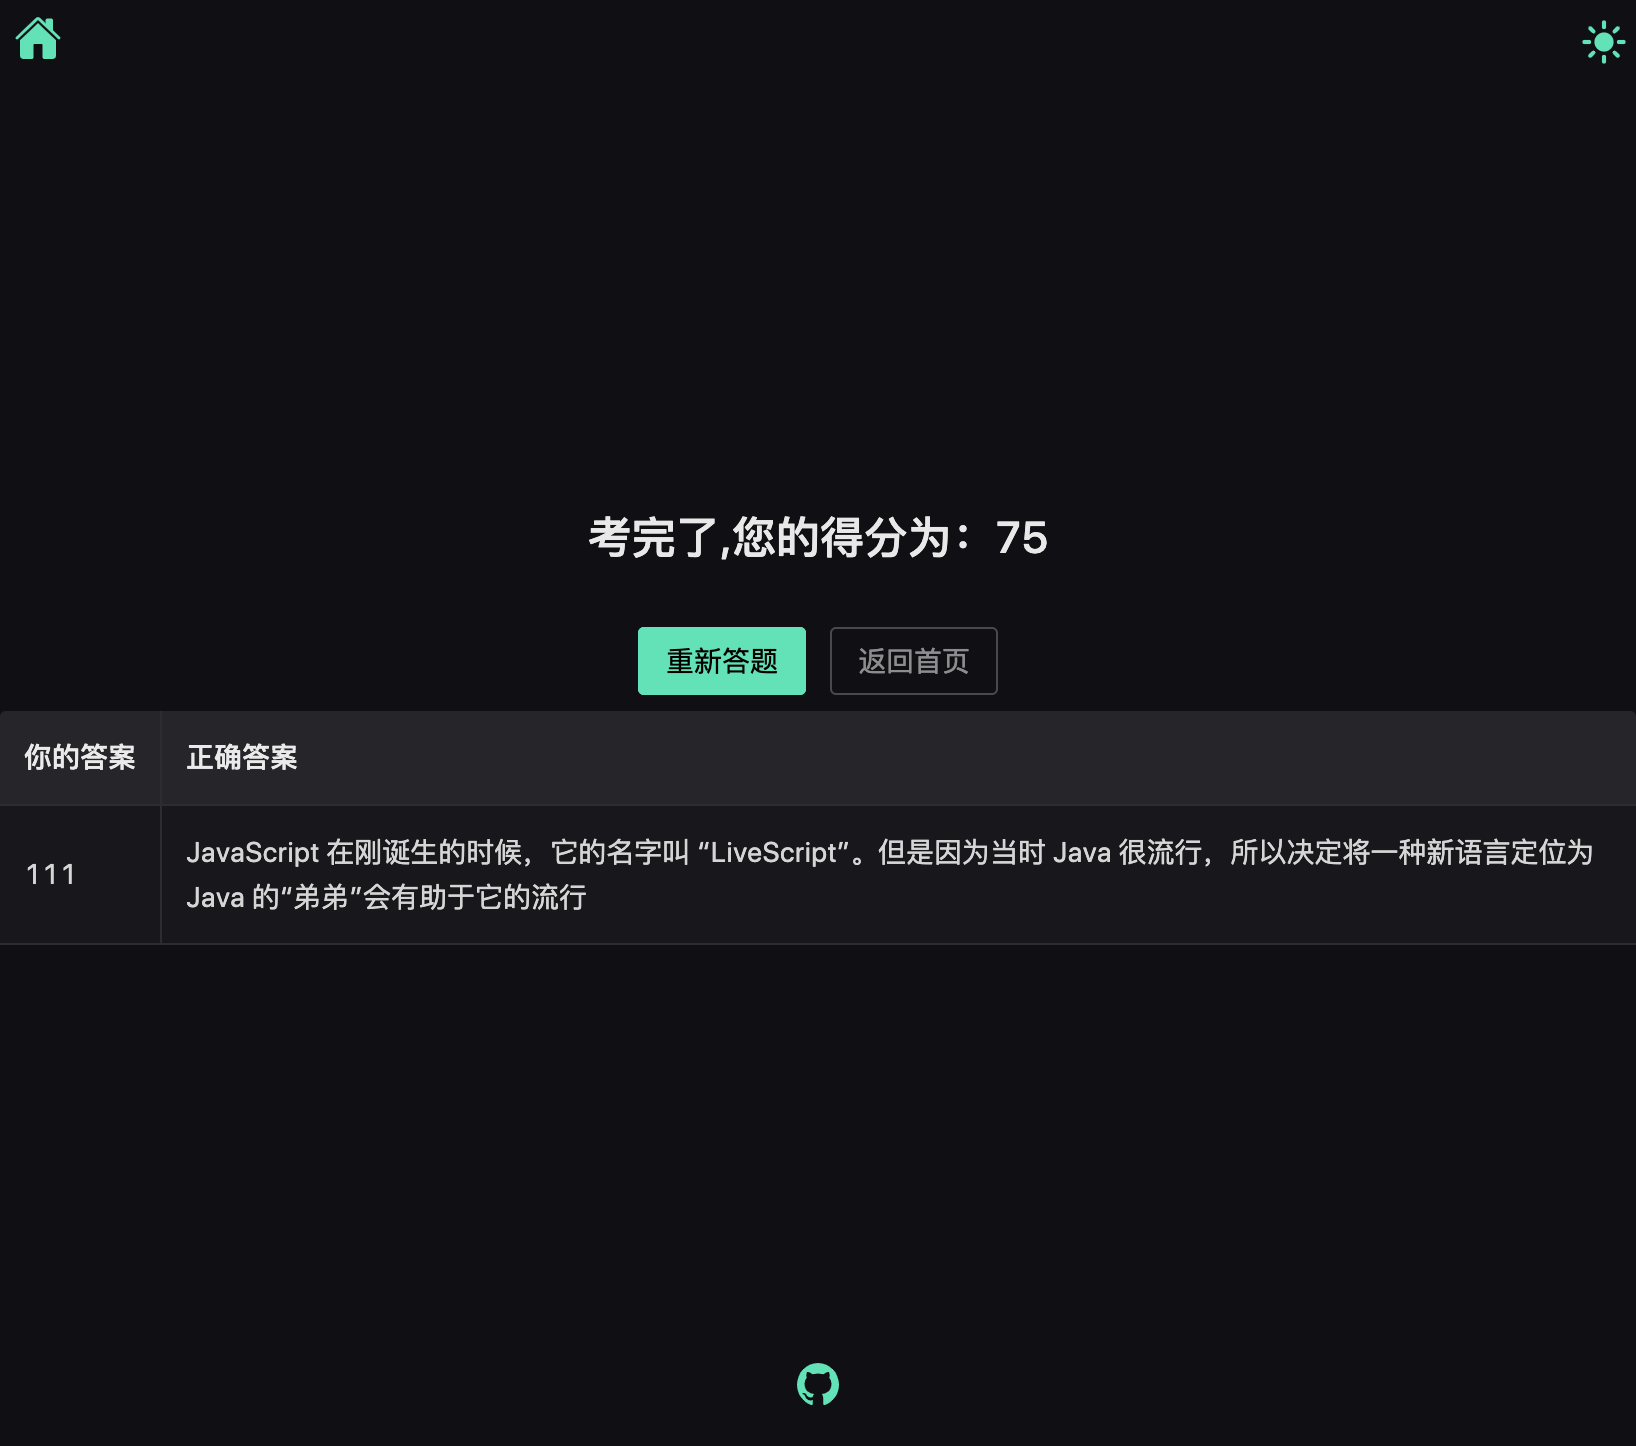 考完了,您的得分为：75
重新答题 返回首页
你的答案 正确答案
111
JavaScript 在刚诞生的时候，它的名字叫 “LiveScript”。但是因为当时 Java 很流行，所以决定将一种新语言定位为
Java 的“弟弟”会有助于它的流行